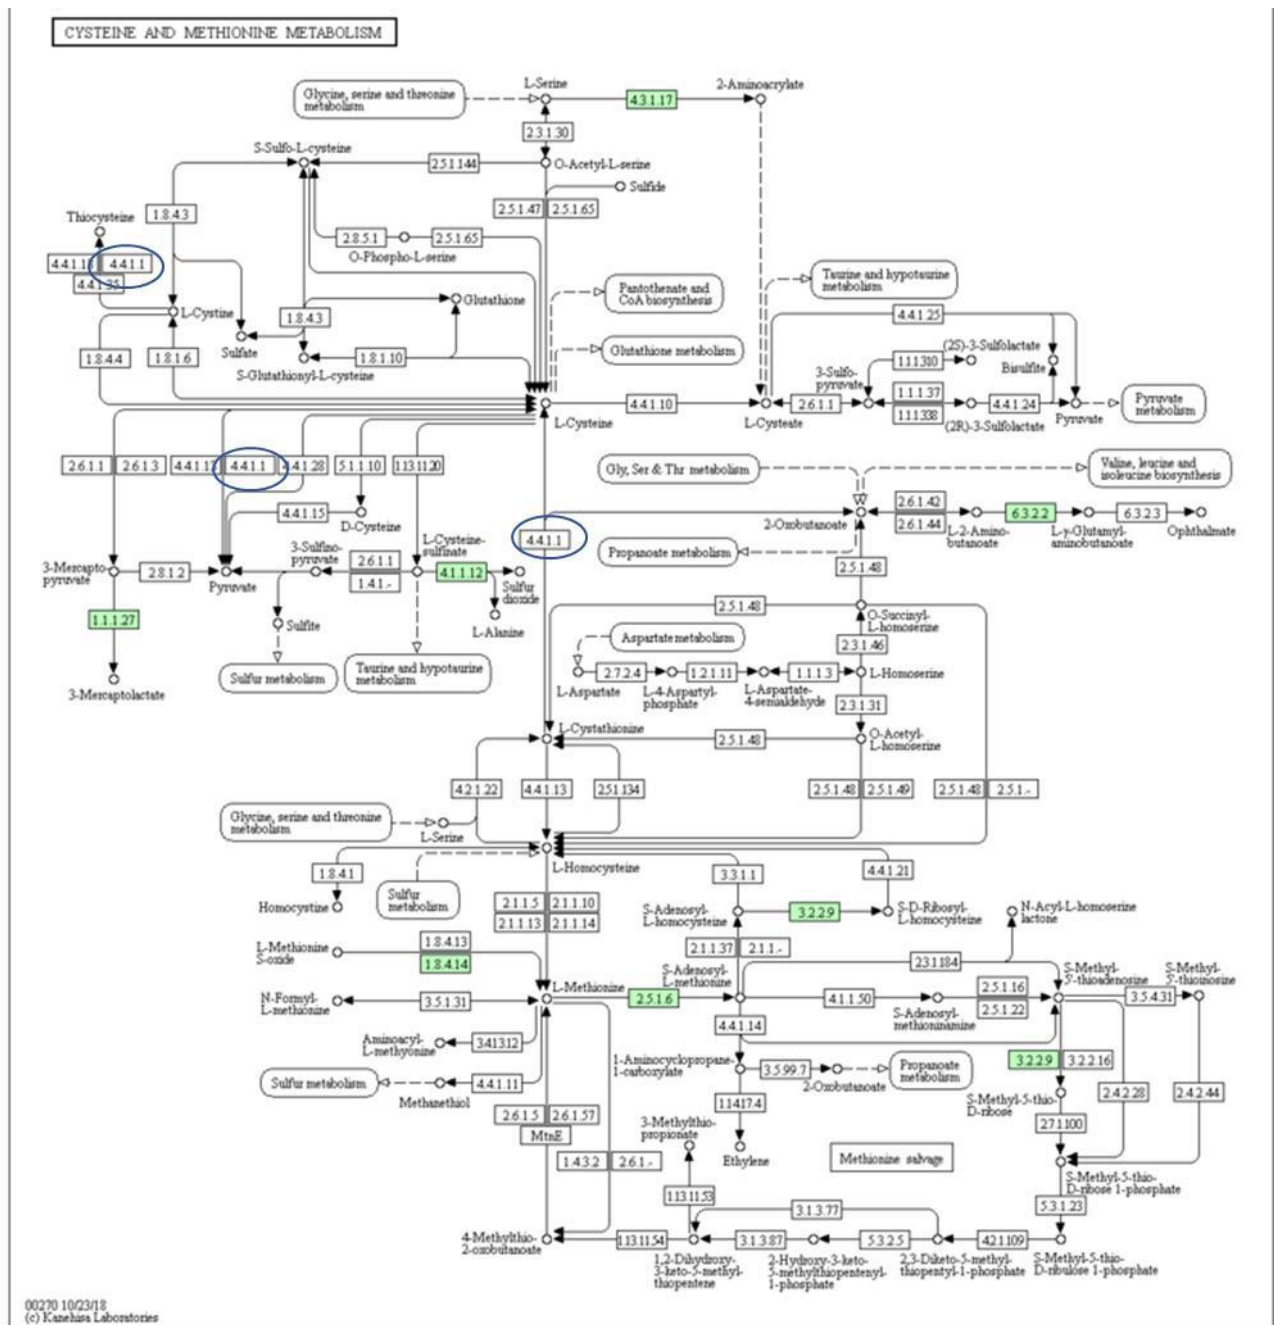 CYSTEINE AND METHIONINE METABOLISM
Glycine, serine and threonine
metabolism
L-Serine
4.3.1.17
2-Aminoacrylate
2.3.1.30
S-Sulfo-L-cysteine
2.5.1.144
O-Acetyl-L-serine
Sulfide
1.8.4.3
2.5.1.47
2.5.1.65
Thiocysteine
2.8.5.1
2.5.1.65
O-Phospho-L-serine
4.4.1.1
Pantothenate and
CoA biosynthesis
Taurine and hypotaurine
metabolism
L-Cystine
Glutathione
1.8.4.3
4.4.1.25
Sulfate
1.8.4.4
1.8.1.6
1.8.1.10
S-Glutathionyl-L-cysteine
Glutathione metabolism
1.1.1.310
(2S)-3-Sulfolactate
Bisulfite
3-Sulfo-
pyruvate
L-Cysteine
4.4.1.10
L-Cysteate
2.6.1.1
1.1.1.37
1.1.1.338
(2R)-3-Sulfolactate
4.4.1.24
Pyruvate
Pyruvate
metabolism
2.6.1.1
2.6.1.3
4.4.1.1
4.4.1.28
5.1.1.10
1.13.11.20
Gly, Ser & Thr metabolism
Valine, leucine and
isoleucine biosynthesis
4.4.1.15
D-Cysteine
4.4.1.1
2-Oxobutanoate
2.6.1.42
2.6.1.44
L-2-Amino-
butanoate
6.3.2.2
L-γ-Glutamyl-
aminobutanoate
6.3.2.3
Ophthalmate
Propanoate metabolism
3-Mercapto
pyruvate
2.8.1.2
Pyruvate
3-Sulfino-
pyruvate
2.6.1.1
1.4.1.-
L-Cysteine-
sulfinate
4.1.1.12
Sulfur
dioxide
L-Alanine
2.5.1.48
1.1.1.27
Sulfite
2.5.1.48
O-Succinyl-
L-homoserine
3-Mercaptolactate
Sulfur metabolism
Taurine and hypotaurine
metabolism
Aspartate metabolism
2.3.1.46
L-Aspartate
2.7.2.4
L-4-Aspartyl-
phosphate
1.2.1.11
L-Aspartate-
4-semialdehyde
1.1.1.3
L-Homoserine
2.3.1.31
L-Cystathionine
2.5.1.48
O-Acetyl-
L-homoserine
4.2.1.22
4.4.1.13
2.5.1.134
2.5.1.48
2.5.1.49
2.5.1.48
2.5.1.-
Glycine, serine and threonine
metabolism
L-Serine
L-Homocysteine
1.8.4.1
Homocystine
Sulfur
metabolism
3.3.1.1
4.4.1.21
2.1.1.5
2.1.1.10
2.1.1.13
2.1.1.14
S-Adenosyl-
L-homocysteine
3.2.2.9
S-D-Ribosyl-
L-homocysteine
N-Acyl-L-homoserine
lactone
L-Methionine
S-oxide
1.8.4.13
1.8.4.14
2.1.1.37
2.1.1.-
2.3.1.184
L-Methionine
2.5.1.6
S-Adenosyl-
L-methionine
4.1.1.50
S-Adenosyl-
methioninamine
2.5.1.16
2.5.1.22
S-Methyl-
5'-thioadenosine
3.5.4.31
S-Methyl-
5'-thioinosine
N-Formyl-
L-methionine
3.5.1.31
Aminoacyl-
L-methyonine
3.4.13.12
4.4.1.14
Sulfur metabolism
Methanethiol
4.4.1.11
1-Aminocyclopropane-
1-carboxylate
3.5.99.7
2-Oxobutanoate
Propanoate
metabolism
3.2.2.9
3.2.2.16
S-Methyl-5-thio-
D-ribose
2.4.2.28
2.4.2.44
2.6.1.5
2.6.1.57
MtnE
1.14.17.4
Ethylene
2.7.1.100
3-Methylthio-
propionate
1.4.3.2
2.6.1.-
Methionine salvage
S-Methyl-5-thio-
D-ribose 1-phosphate
1.13.11.53
3.1.3.77
5.3.1.23
4-Methylthio-
2-oxobutanoate
1.13.11.54
1,2-Dihydroxy-
3-keto-5-methyl-
thiopentene
3.1.3.87
2-Hydroxy-3-keto-
5-methylthiopentenyl-
1-phosphate
5.3.2.5
2,3-Diketo-5-methyl-
thiopentyl-1-phosphate
4.2.1.109
S-Methyl-5-thio-
D-ribulose 1-phosphate
00270 10/23/18
(c) Kanehisa Laboratories